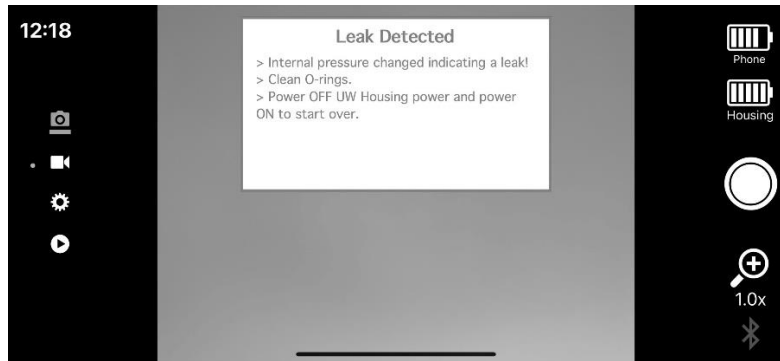 12:18
Leak Detected
> Internal pressure changed indicating a leak!
> Clean O-rings.
> Power OFF UW Housing power and power
ON to start over.
Phone
Housing
1.0x